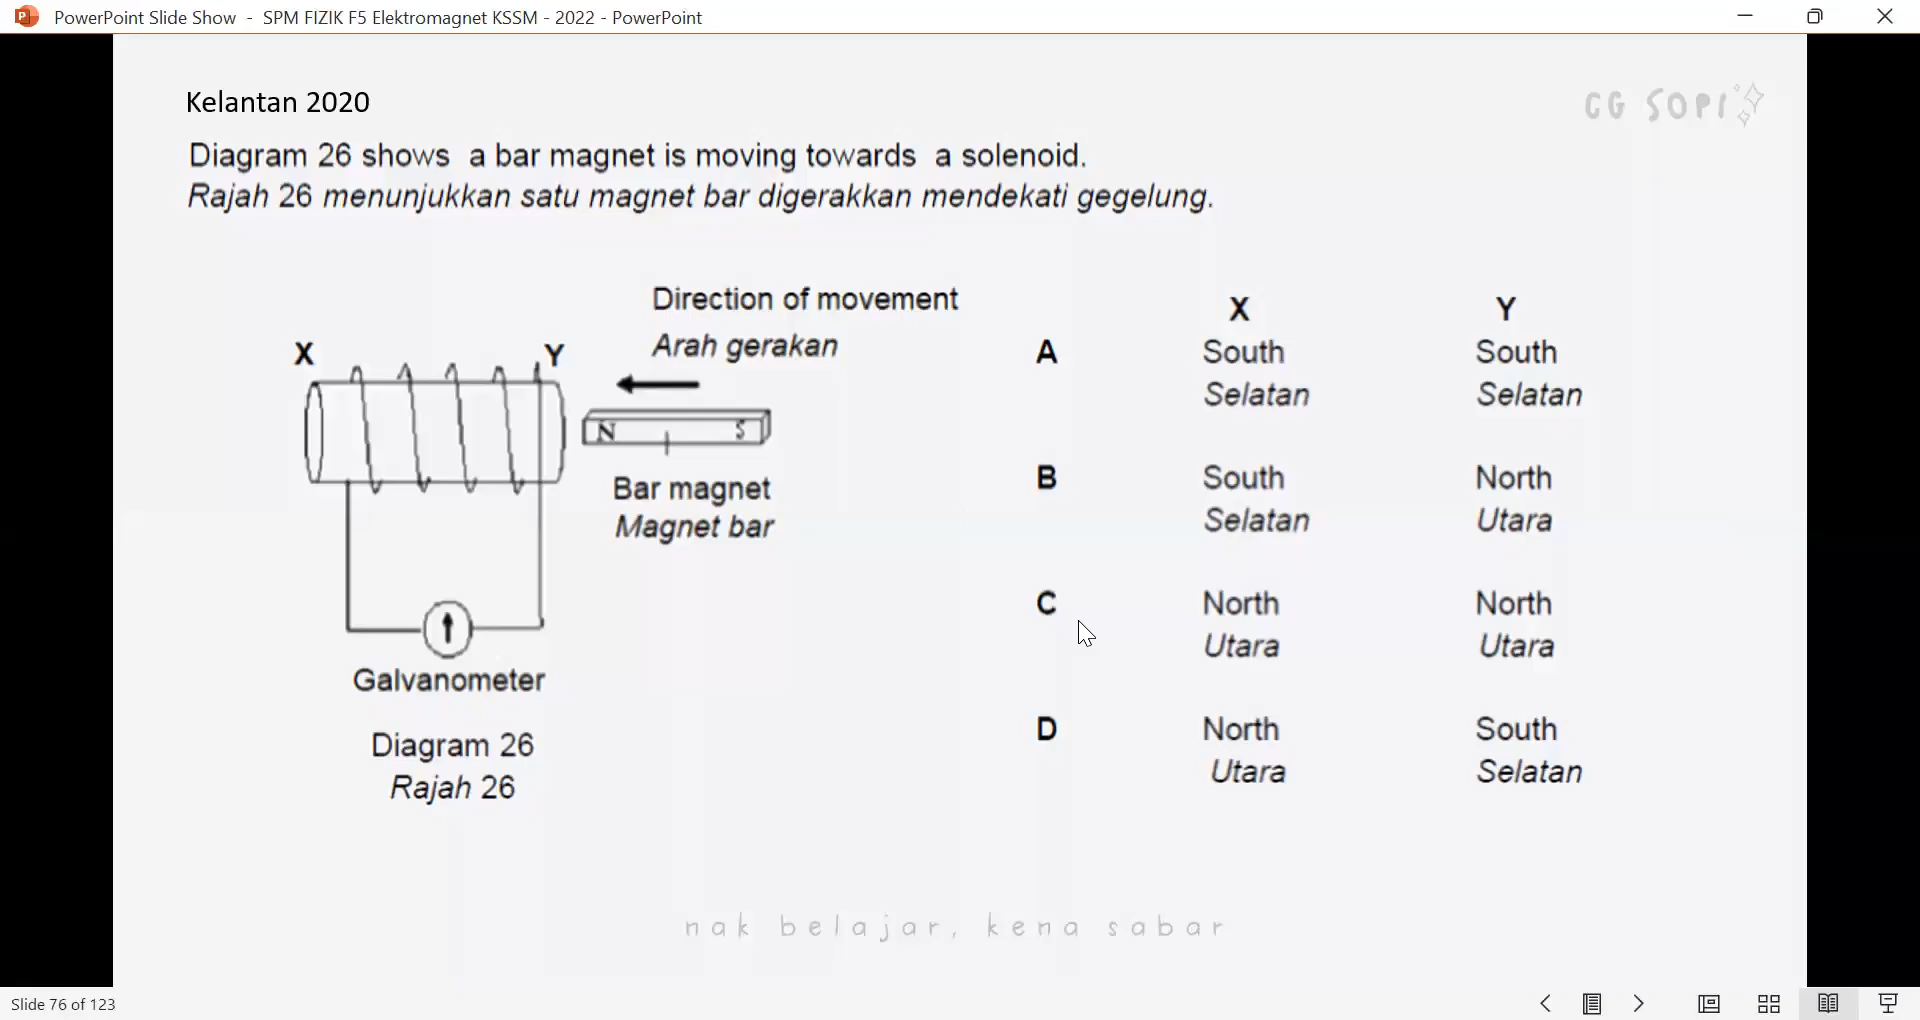 PowerPoint Slide Show - SPM FIZIK F5 Elektromagnet KSSM - 2022 - PowerPoint
Kelantan 2020
CG SOPI
Diagram 26 shows a bar magnet is moving towards a solenoid.
Rajah 26 menunjukkan satu magnet bar digerakkan mendekati gegelung.
Direction of movement
Arah gerakan
X
Y
N
S
Bar magnet
Magnet bar
Galvanometer
Diagram 26
Rajah 26
X Y
A South South
Selatan Selatan
B South North
Selatan Utara
C North North
Utara Utara
D North South
Utara Selatan
nak belajar, kena sabar
Slide 76 of 123